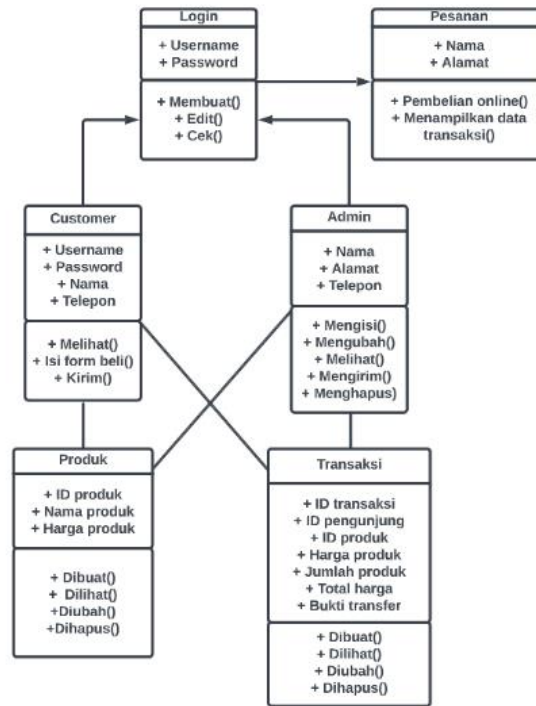 Login
+ Username
+ Password
+ Membuat()
+ Edit()
+ Cek()
Pesanan
+ Nama
+ Alamat
+ Pembelian online()
+ Menampilkan data
transaksi()
Customer
+ Username
+ Password
+ Nama
+ Telepon
+ Melihat()
+ Isi form beli()
+ Kirim()
Admin
+ Nama
+ Alamat
+ Telepon
+ Mengisi()
+ Mengubah()
+ Melihat()
+ Mengirim()
+ Menghapus)
Produk
+ ID produk
+ Nama produk
+ Harga produk
+ Dibuat()
+ Dilihat()
+Diubah()
+Dihapus()
Transaksi
+ ID transaksi
+ ID pengunjung
+ ID produk
+ Harga produk
+ Jumlah produk
+ Total harga
+ Bukti transfer
+ Dibuat()
+ Dilihat()
+ Diubah()
+ Dihapus()